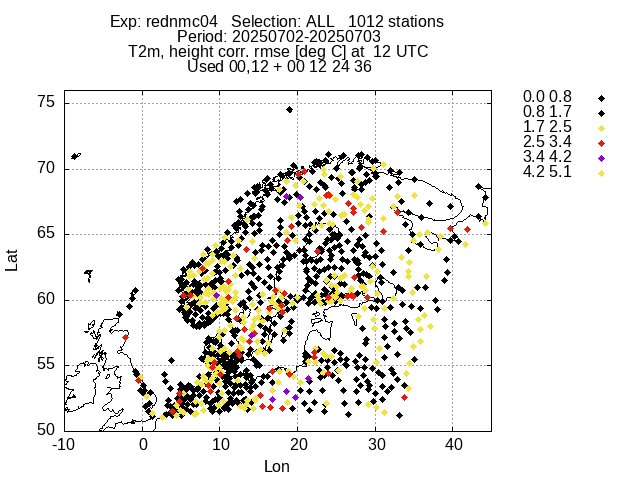 Exp: rednmc04   Selection: ALL   1012 stations
Period: 20250702-20250703
T2m, height corr. rmse [deg C] at  12 UTC
Used 00,12 + 00 12 24 36
0.0 0.8
0.8 1.7
1.7 2.5
2.5 3.4
3.4 4.2
4.2 5.1
75
70
65
60
55
50
Lat
-10 0 10 20 30 40
Lon